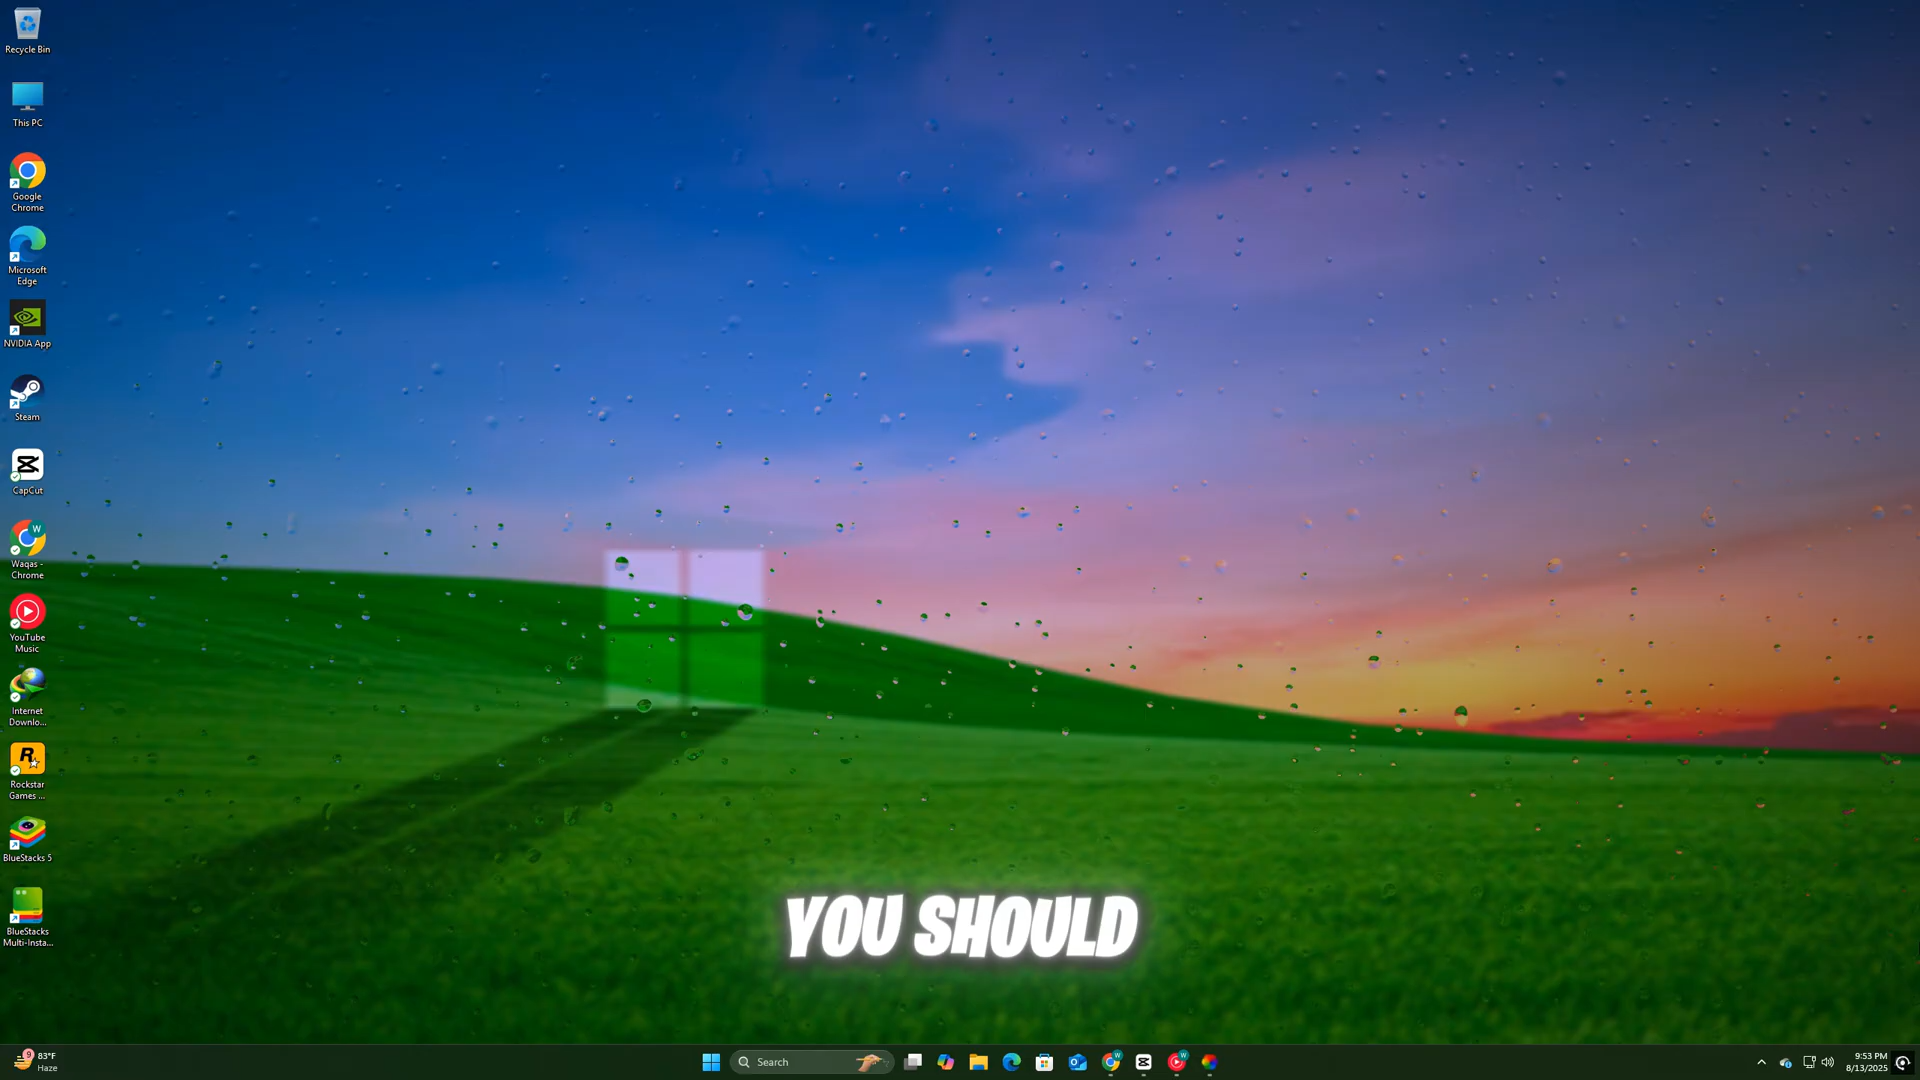 Recycle Bin
This PC
Google
Chrome
Microsoft
Edge
NVIDIA App
Steam
CapCut
W
Waqas -
Chrome
YouTube
Music
Internet
Downlo...
R
Rockstar
Games ...
BlueStacks 5
BlueStacks
Multi-Insta...
YOU SHOULD
9
83°F
Haze
Search
W
W
9:53 PM
8/13/2025